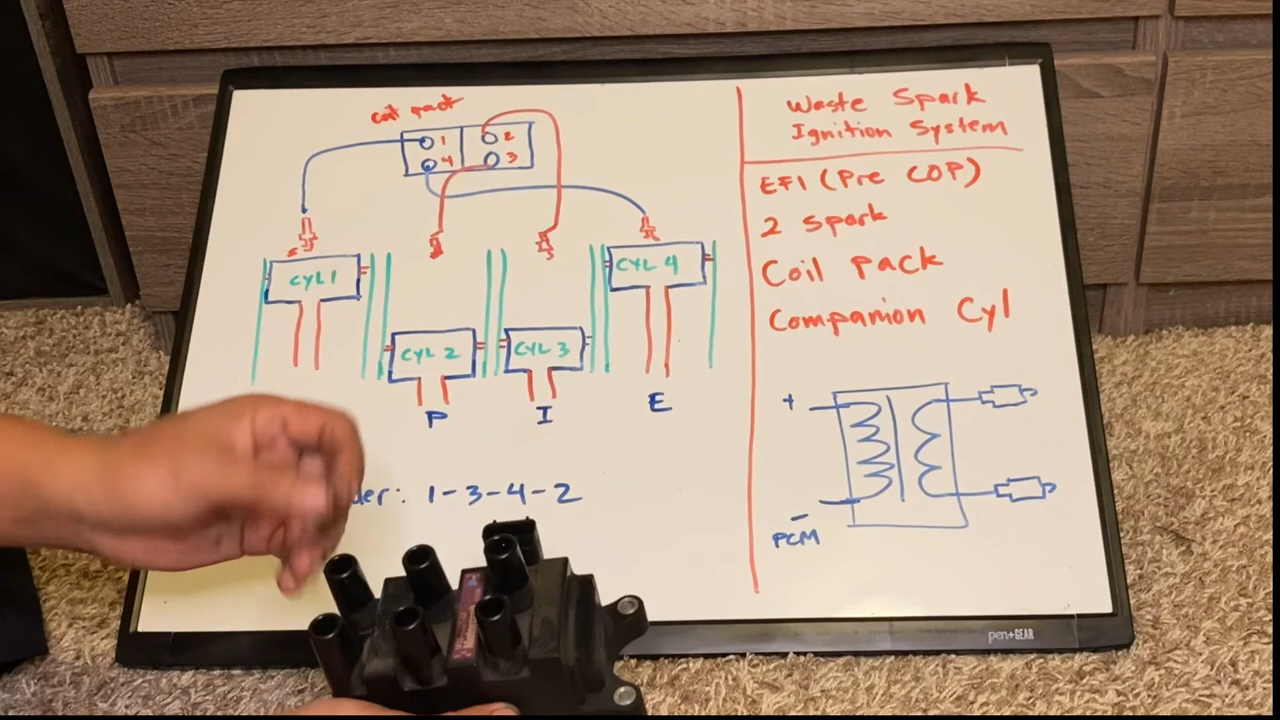 coil pack
1 2
4 3
CYL 1
CYL 2
CYL 3
CYL 4
P I E
der: 1-3-4-2
Waste Spark
Ignition System
EFI (Pre COP)
2 Spark
Coil Pack
Companion Cyl
+
-
PCM
pen+GEAR